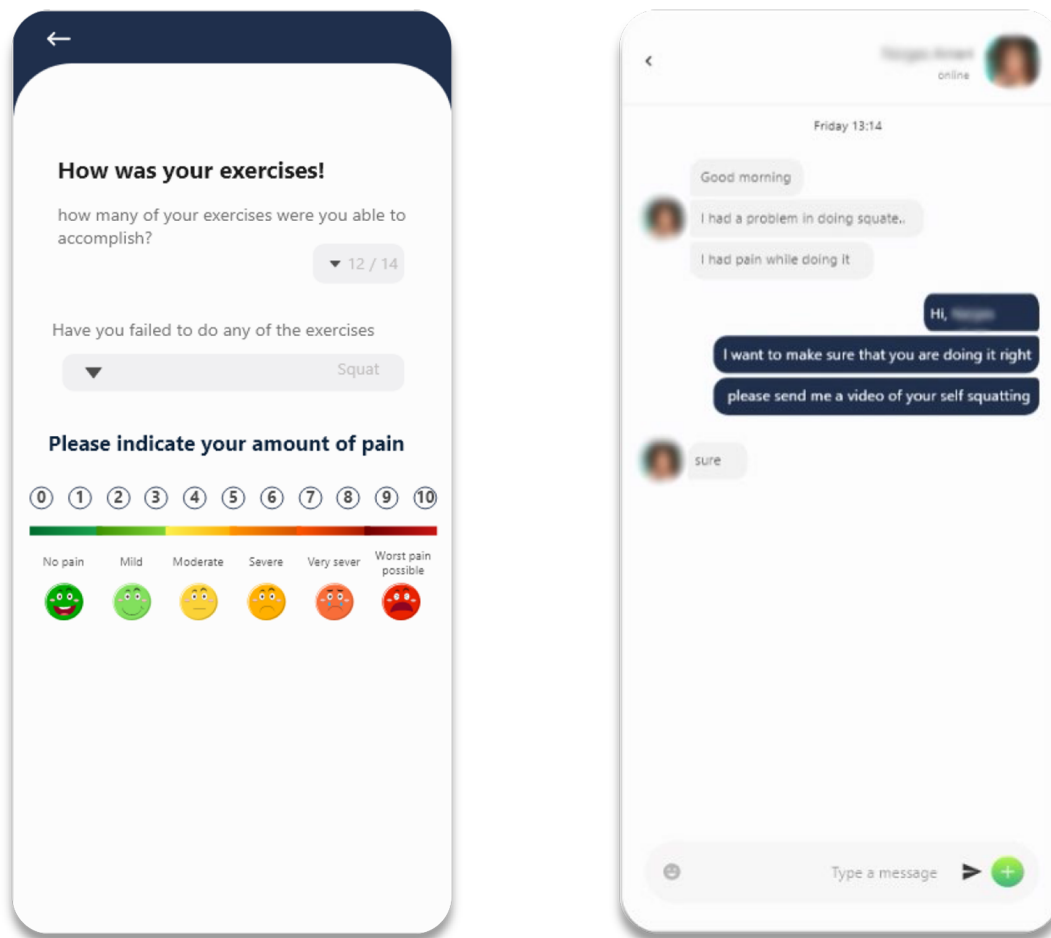 How was your exercises!
how many of your exercises were you able to
accomplish?
12 / 14
Have you failed to do any of the exercises
Squat
Please indicate your amount of pain
0 1 2 3 4 5 6 7 8 9 10
No pain Mild Moderate Severe Very sever Worst pain
possible
online
Friday 13:14
Good morning
I had a problem in doing squate..
I had pain while doing it
Hi,
I want to make sure that you are doing it right
please send me a video of your self squatting
sure
Type a message